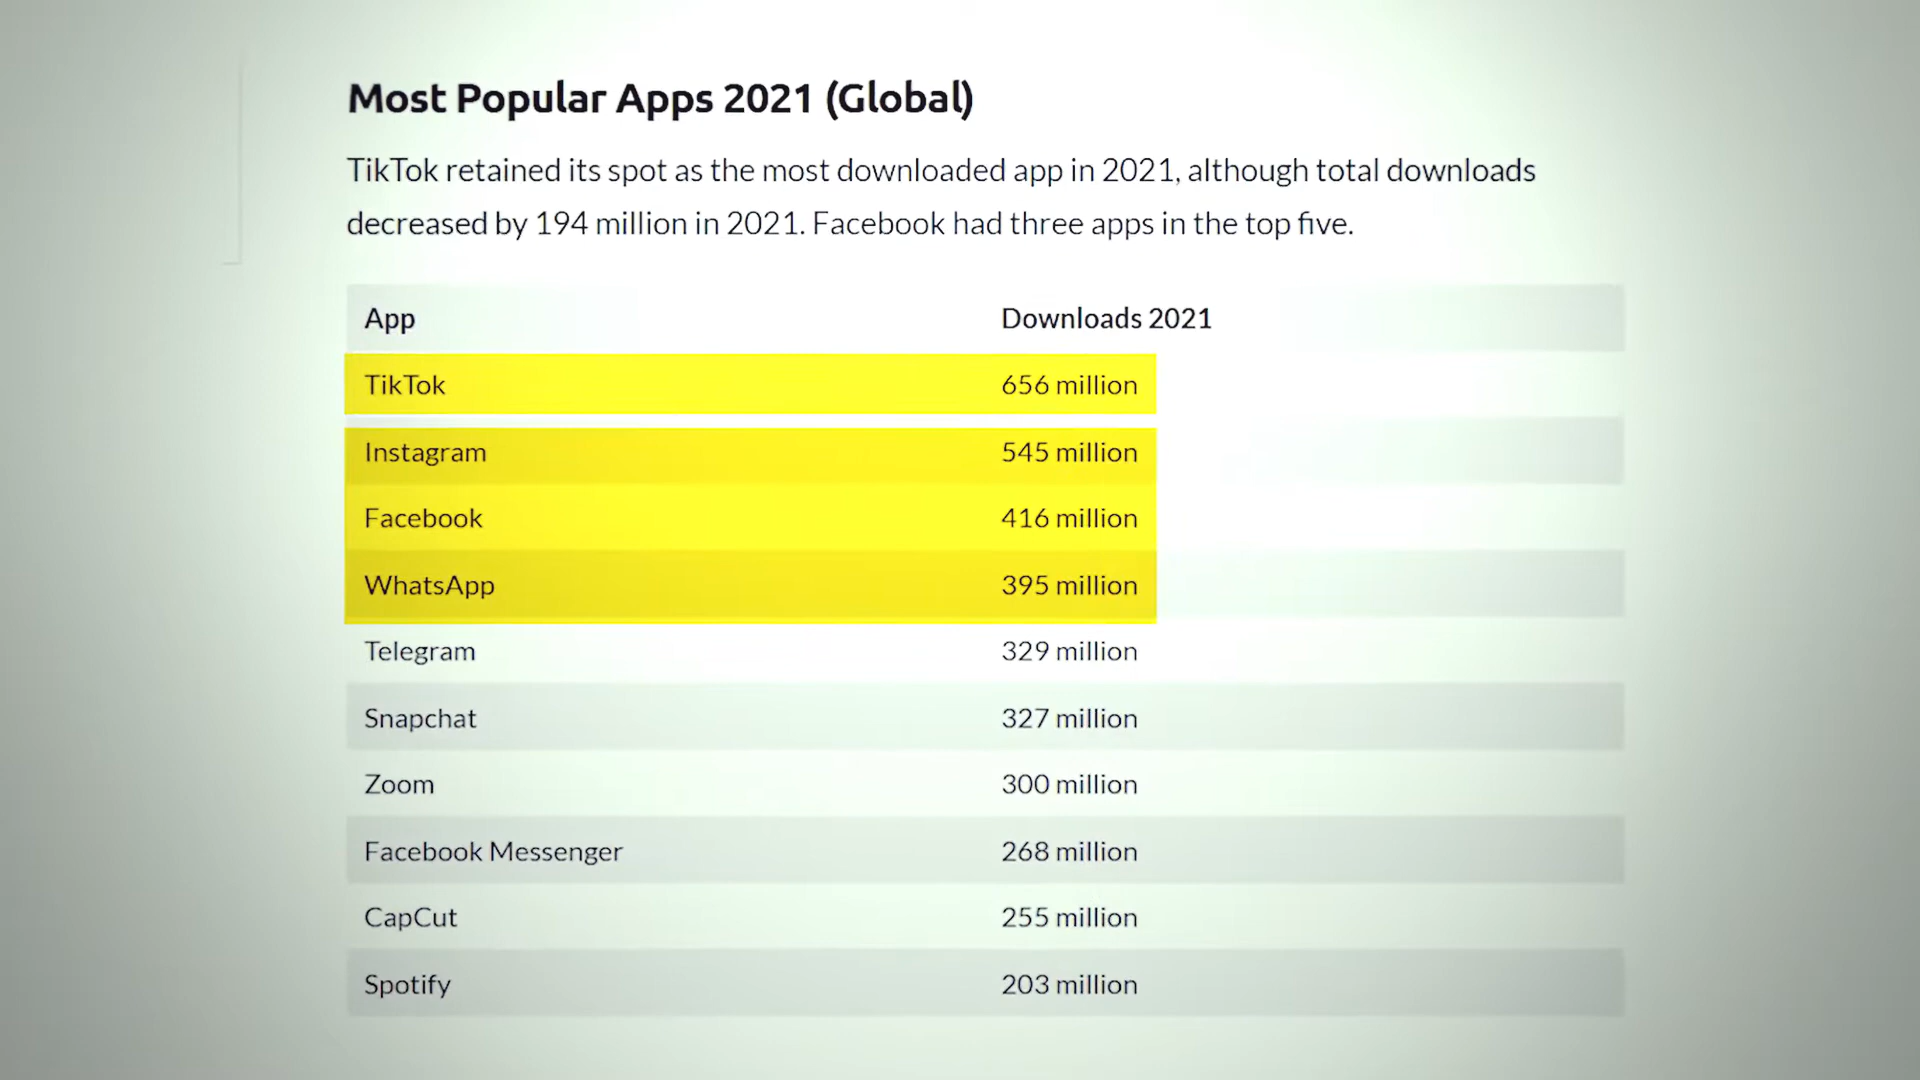 Most Popular Apps 2021 (Global)
TikTok retained its spot as the most downloaded app in 2021, although total downloads
decreased by 194 million in 2021. Facebook had three apps in the top five.
App Downloads 2021
TikTok 656 million
Instagram 545 million
Facebook 416 million
WhatsApp 395 million
Telegram 329 million
Snapchat 327 million
Zoom 300 million
Facebook Messenger 268 million
CapCut 255 million
Spotify 203 million